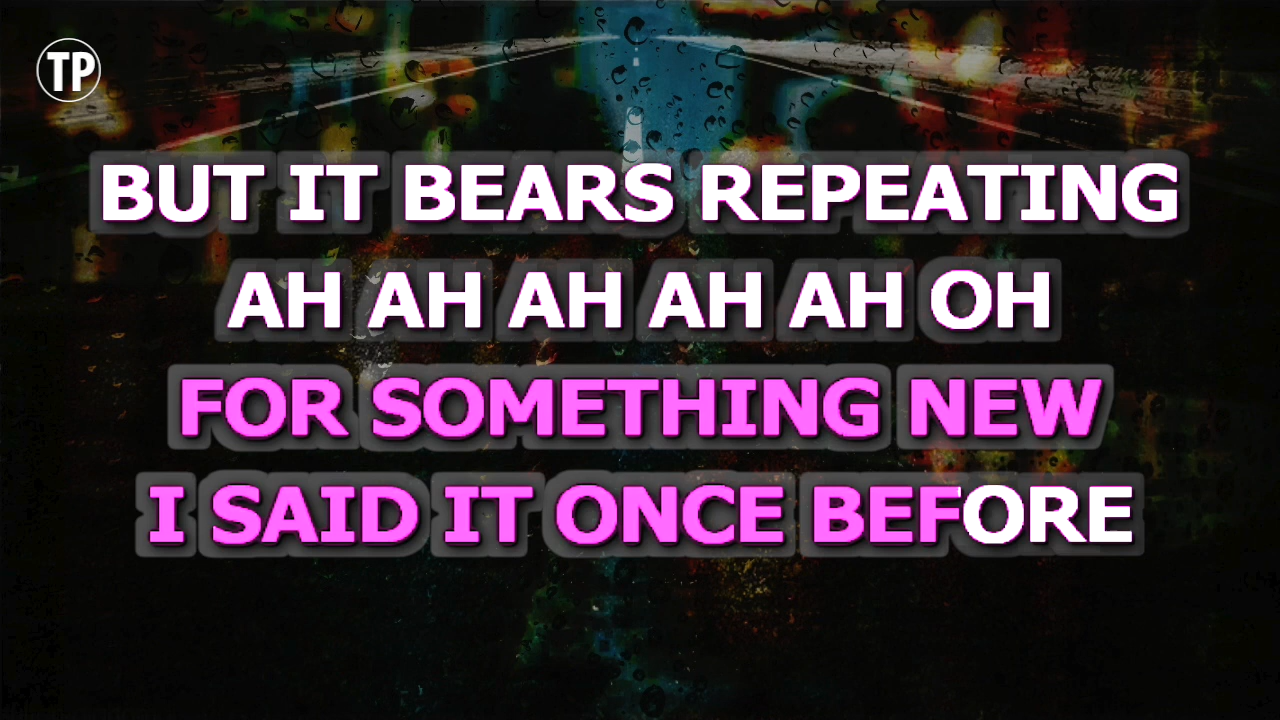 TP
BUT IT BEARS REPEATING
AH AH AH AH AH OH
FOR SOMETHING NEW
I SAID IT ONCE BEFORE